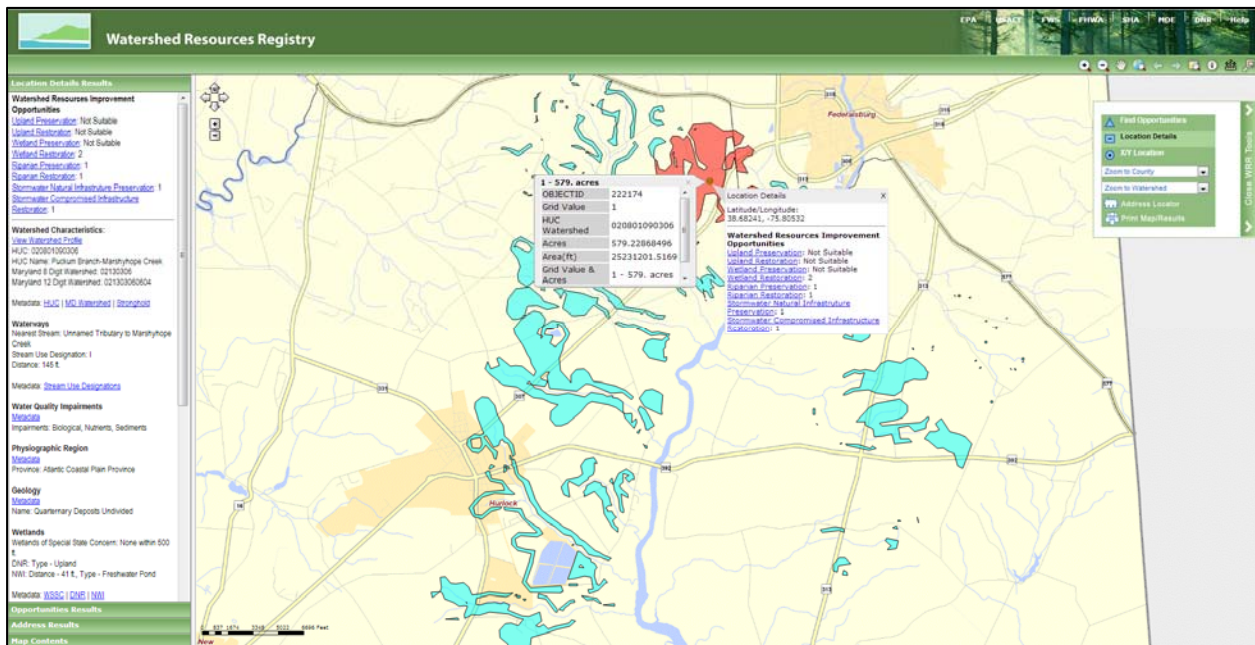 EPA USACE FWS FHWA SHA MDE DNR Help
Watershed Resources Registry
Location Details Results
Watershed Resources Improvement
Opportunities
Upland Preservation: Not Suitable
Upland Restoration: Not Suitable
Wetland Preservation: Not Suitable
Wetland Restoration: 2
Riparian Preservation: 1
Riparian Restoration: 1
Stormwater Natural Infrastruture Preservation: 1
Stormwater Compromised Infrastructure
Restoration: 1
Watershed Characteristics:
View Watershed Profile
HUC: 020801090306
HUC Name: Puckum Branch-Marshyhope Creek
Maryland 8 Digit Watershed: 02130306
Maryland 12 Digit Watershed: 021303060604
Metadata: HUC | MD Watershed | Stronghold
Waterways
Nearest Stream: Unnamed Tributary to Marshyhope
Creek
Stream Use Designation: I
Distance: 145 ft.
Metadata: Stream Use Designations
Water Quality Impairments
Metadata
Impairments: Biological, Nutrients, Sediments
Physiographic Region
Metadata
Province: Atlantic Coastal Plain Province
Geology
Metadata
Name: Quarternary Deposits Undivided
Wetlands
Wetlands of Special State Concern: None within 500
ft.
DNR: Type - Upland
NWI: Distance - 41 ft., Type - Freshwater Pond
Metadata: WSSC | DNR | NWI
Opportunities Results
Address Results
Map Contents
Federalsburg
1 - 579. acres x
OBJECTID 222174
Grid Value 1
HUC
Watershed 020801090306
Acres 579.22868496
Area(ft) 25231201.5169
Grid Value &
Acres 1 - 579. acres
Location Details X
Latitude/Longitude:
38.68241, -75.80532
Watershed Resources Improvement
Opportunities
Upland Preservation: Not Suitable
Upland Restoration: Not Suitable
Wetland Preservation: Not Suitable
Wetland Restoration: 2
Riparian Preservation: 1
Riparian Restoration: 1
Stormwater Natural Infrastruture
Preservation: 1
Stormwater Compromised Infrastructure
Restoration: 1
Find Opportunities
Location Details
X/Y Location
Zoom to County
Zoom to Watershed
Address Locator
Print Map/Results
Close WRR Tools
Hurlock
0 837 1674 3348 5022 6696 Feet
New